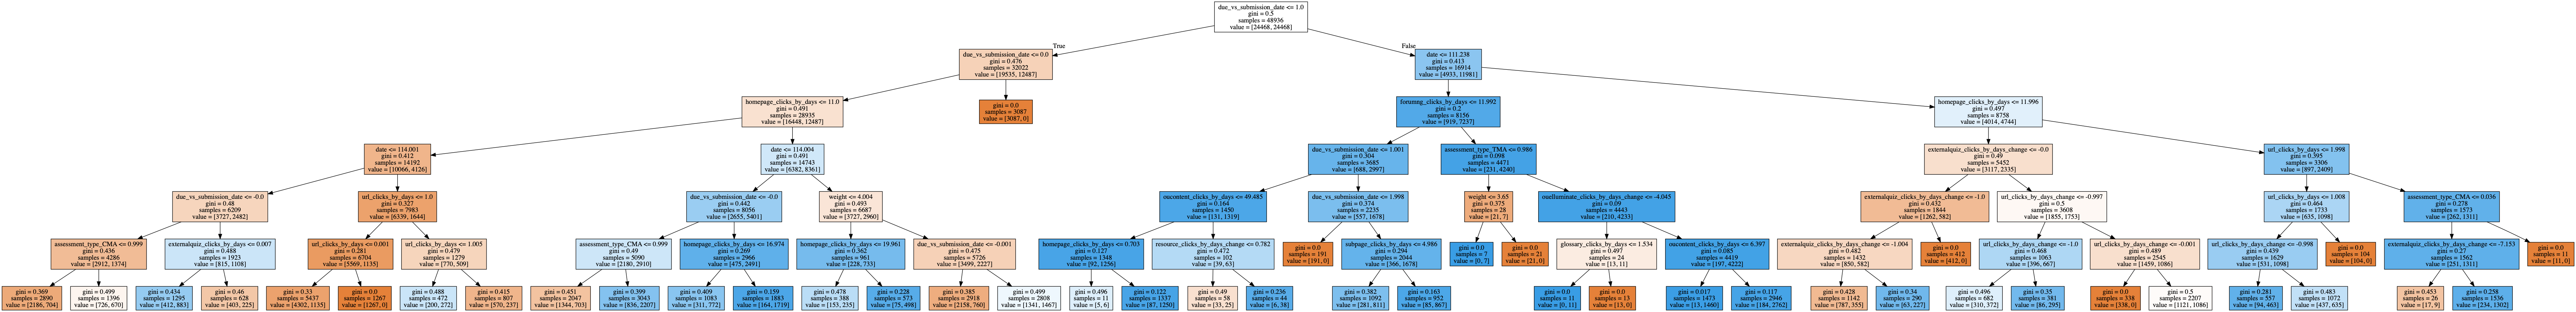 due_vs_submission_date <= 1.0
gini = 0.5
samples = 48936
value = [24468, 24468]
True
False
due_vs_submission_date <= 0.0
gini = 0.476
samples = 32022
value = [19535, 12487]
date <= 111.238
gini = 0.413
samples = 16914
value = [4933, 11981]
homepage_clicks_by_days <= 11.0
gini = 0.491
samples = 28935
value = [16448, 12487]
gini = 0.0
samples = 3087
value = [3087, 0]
forumng_clicks_by_days <= 11.992
gini = 0.2
samples = 8156
value = [919, 7237]
homepage_clicks_by_days <= 11.996
gini = 0.497
samples = 8758
value = [4014, 4744]
date <= 114.001
gini = 0.412
samples = 14192
value = [10066, 4126]
date <= 114.004
gini = 0.491
samples = 14743
value = [6382, 8361]
due_vs_submission_date <= 1.001
gini = 0.304
samples = 3685
value = [688, 2997]
assessment_type_TMA <= 0.986
gini = 0.098
samples = 4471
value = [231, 4240]
externalquiz_clicks_by_days_change <= -0.0
gini = 0.49
samples = 5452
value = [3117, 2335]
url_clicks_by_days <= 1.998
gini = 0.395
samples = 3306
value = [897, 2409]
due_vs_submission_date <= -0.0
gini = 0.48
samples = 6209
value = [3727, 2482]
url_clicks_by_days <= 1.0
gini = 0.327
samples = 7983
value = [6339, 1644]
due_vs_submission_date <= -0.0
gini = 0.442
samples = 8056
value = [2655, 5401]
weight <= 4.004
gini = 0.493
samples = 6687
value = [3727, 2960]
oucontent_clicks_by_days <= 49.485
gini = 0.164
samples = 1450
value = [131, 1319]
due_vs_submission_date <= 1.998
gini = 0.374
samples = 2235
value = [557, 1678]
weight <= 3.65
gini = 0.375
samples = 28
value = [21, 7]
ouelluminate_clicks_by_days_change <= -4.045
gini = 0.09
samples = 4443
value = [210, 4233]
externalquiz_clicks_by_days_change <= -1.0
gini = 0.432
samples = 1844
value = [1262, 582]
url_clicks_by_days_change <= -0.997
gini = 0.5
samples = 3608
value = [1855, 1753]
url_clicks_by_days <= 1.008
gini = 0.464
samples = 1733
value = [635, 1098]
assessment_type_CMA <= 0.036
gini = 0.278
samples = 1573
value = [262, 1311]
assessment_type_CMA <= 0.999
gini = 0.436
samples = 4286
value = [2912, 1374]
externalquiz_clicks_by_days <= 0.007
gini = 0.488
samples = 1923
value = [815, 1108]
url_clicks_by_days <= 0.001
gini = 0.281
samples = 6704
value = [5569, 1135]
url_clicks_by_days <= 1.005
gini = 0.479
samples = 1279
value = [770, 509]
assessment_type_CMA <= 0.999
gini = 0.49
samples = 5090
value = [2180, 2910]
homepage_clicks_by_days <= 16.974
gini = 0.269
samples = 2966
value = [475, 2491]
homepage_clicks_by_days <= 19.961
gini = 0.362
samples = 961
value = [228, 733]
due_vs_submission_date <= -0.001
gini = 0.475
samples = 5726
value = [3499, 2227]
homepage_clicks_by_days <= 0.703
gini = 0.127
samples = 1348
value = [92, 1256]
resource_clicks_by_days_change <= 0.782
gini = 0.472
samples = 102
value = [39, 63]
gini = 0.0
samples = 191
value = [191, 0]
subpage_clicks_by_days <= 4.986
gini = 0.294
samples = 2044
value = [366, 1678]
gini = 0.0
samples = 7
value = [0, 7]
gini = 0.0
samples = 21
value = [21, 0]
glossary_clicks_by_days <= 1.534
gini = 0.497
samples = 24
value = [13, 11]
oucontent_clicks_by_days <= 6.397
gini = 0.085
samples = 4419
value = [197, 4222]
externalquiz_clicks_by_days_change <= -1.004
gini = 0.482
samples = 1432
value = [850, 582]
gini = 0.0
samples = 412
value = [412, 0]
url_clicks_by_days_change <= -1.0
gini = 0.468
samples = 1063
value = [396, 667]
url_clicks_by_days_change <= -0.001
gini = 0.489
samples = 2545
value = [1459, 1086]
url_clicks_by_days_change <= -0.998
gini = 0.439
samples = 1629
value = [531, 1098]
gini = 0.0
samples = 104
value = [104, 0]
externalquiz_clicks_by_days_change <= -7.153
gini = 0.27
samples = 1562
value = [251, 1311]
gini = 0.0
samples = 11
value = [11, 0]
gini = 0.369
samples = 2890
value = [2186, 704]
gini = 0.499
samples = 1396
value = [726, 670]
gini = 0.434
samples = 1295
value = [412, 883]
gini = 0.46
samples = 628
value = [403, 225]
gini = 0.33
samples = 5437
value = [4302, 1135]
gini = 0.0
samples = 1267
value = [1267, 0]
gini = 0.488
samples = 472
value = [200, 272]
gini = 0.415
samples = 807
value = [570, 237]
gini = 0.451
samples = 2047
value = [1344, 703]
gini = 0.399
samples = 3043
value = [836, 2207]
gini = 0.409
samples = 1083
value = [311, 772]
gini = 0.159
samples = 1883
value = [164, 1719]
gini = 0.478
samples = 388
value = [153, 235]
gini = 0.228
samples = 573
value = [75, 498]
gini = 0.385
samples = 2918
value = [2158, 760]
gini = 0.499
samples = 2808
value = [1341, 1467]
gini = 0.496
samples = 11
value = [5, 6]
gini = 0.122
samples = 1337
value = [87, 1250]
gini = 0.49
samples = 58
value = [33, 25]
gini = 0.236
samples = 44
value = [6, 38]
gini = 0.382
samples = 1092
value = [281, 811]
gini = 0.163
samples = 952
value = [85, 867]
gini = 0.0
samples = 11
value = [0, 11]
gini = 0.0
samples = 13
value = [13, 0]
gini = 0.017
samples = 1473
value = [13, 1460]
gini = 0.117
samples = 2946
value = [184, 2762]
gini = 0.428
samples = 1142
value = [787, 355]
gini = 0.34
samples = 290
value = [63, 227]
gini = 0.496
samples = 682
value = [310, 372]
gini = 0.35
samples = 381
value = [86, 295]
gini = 0.0
samples = 338
value = [338, 0]
gini = 0.5
samples = 2207
value = [1121, 1086]
gini = 0.281
samples = 557
value = [94, 463]
gini = 0.483
samples = 1072
value = [437, 635]
gini = 0.453
samples = 26
value = [17, 9]
gini = 0.258
samples = 1536
value = [234, 1302]